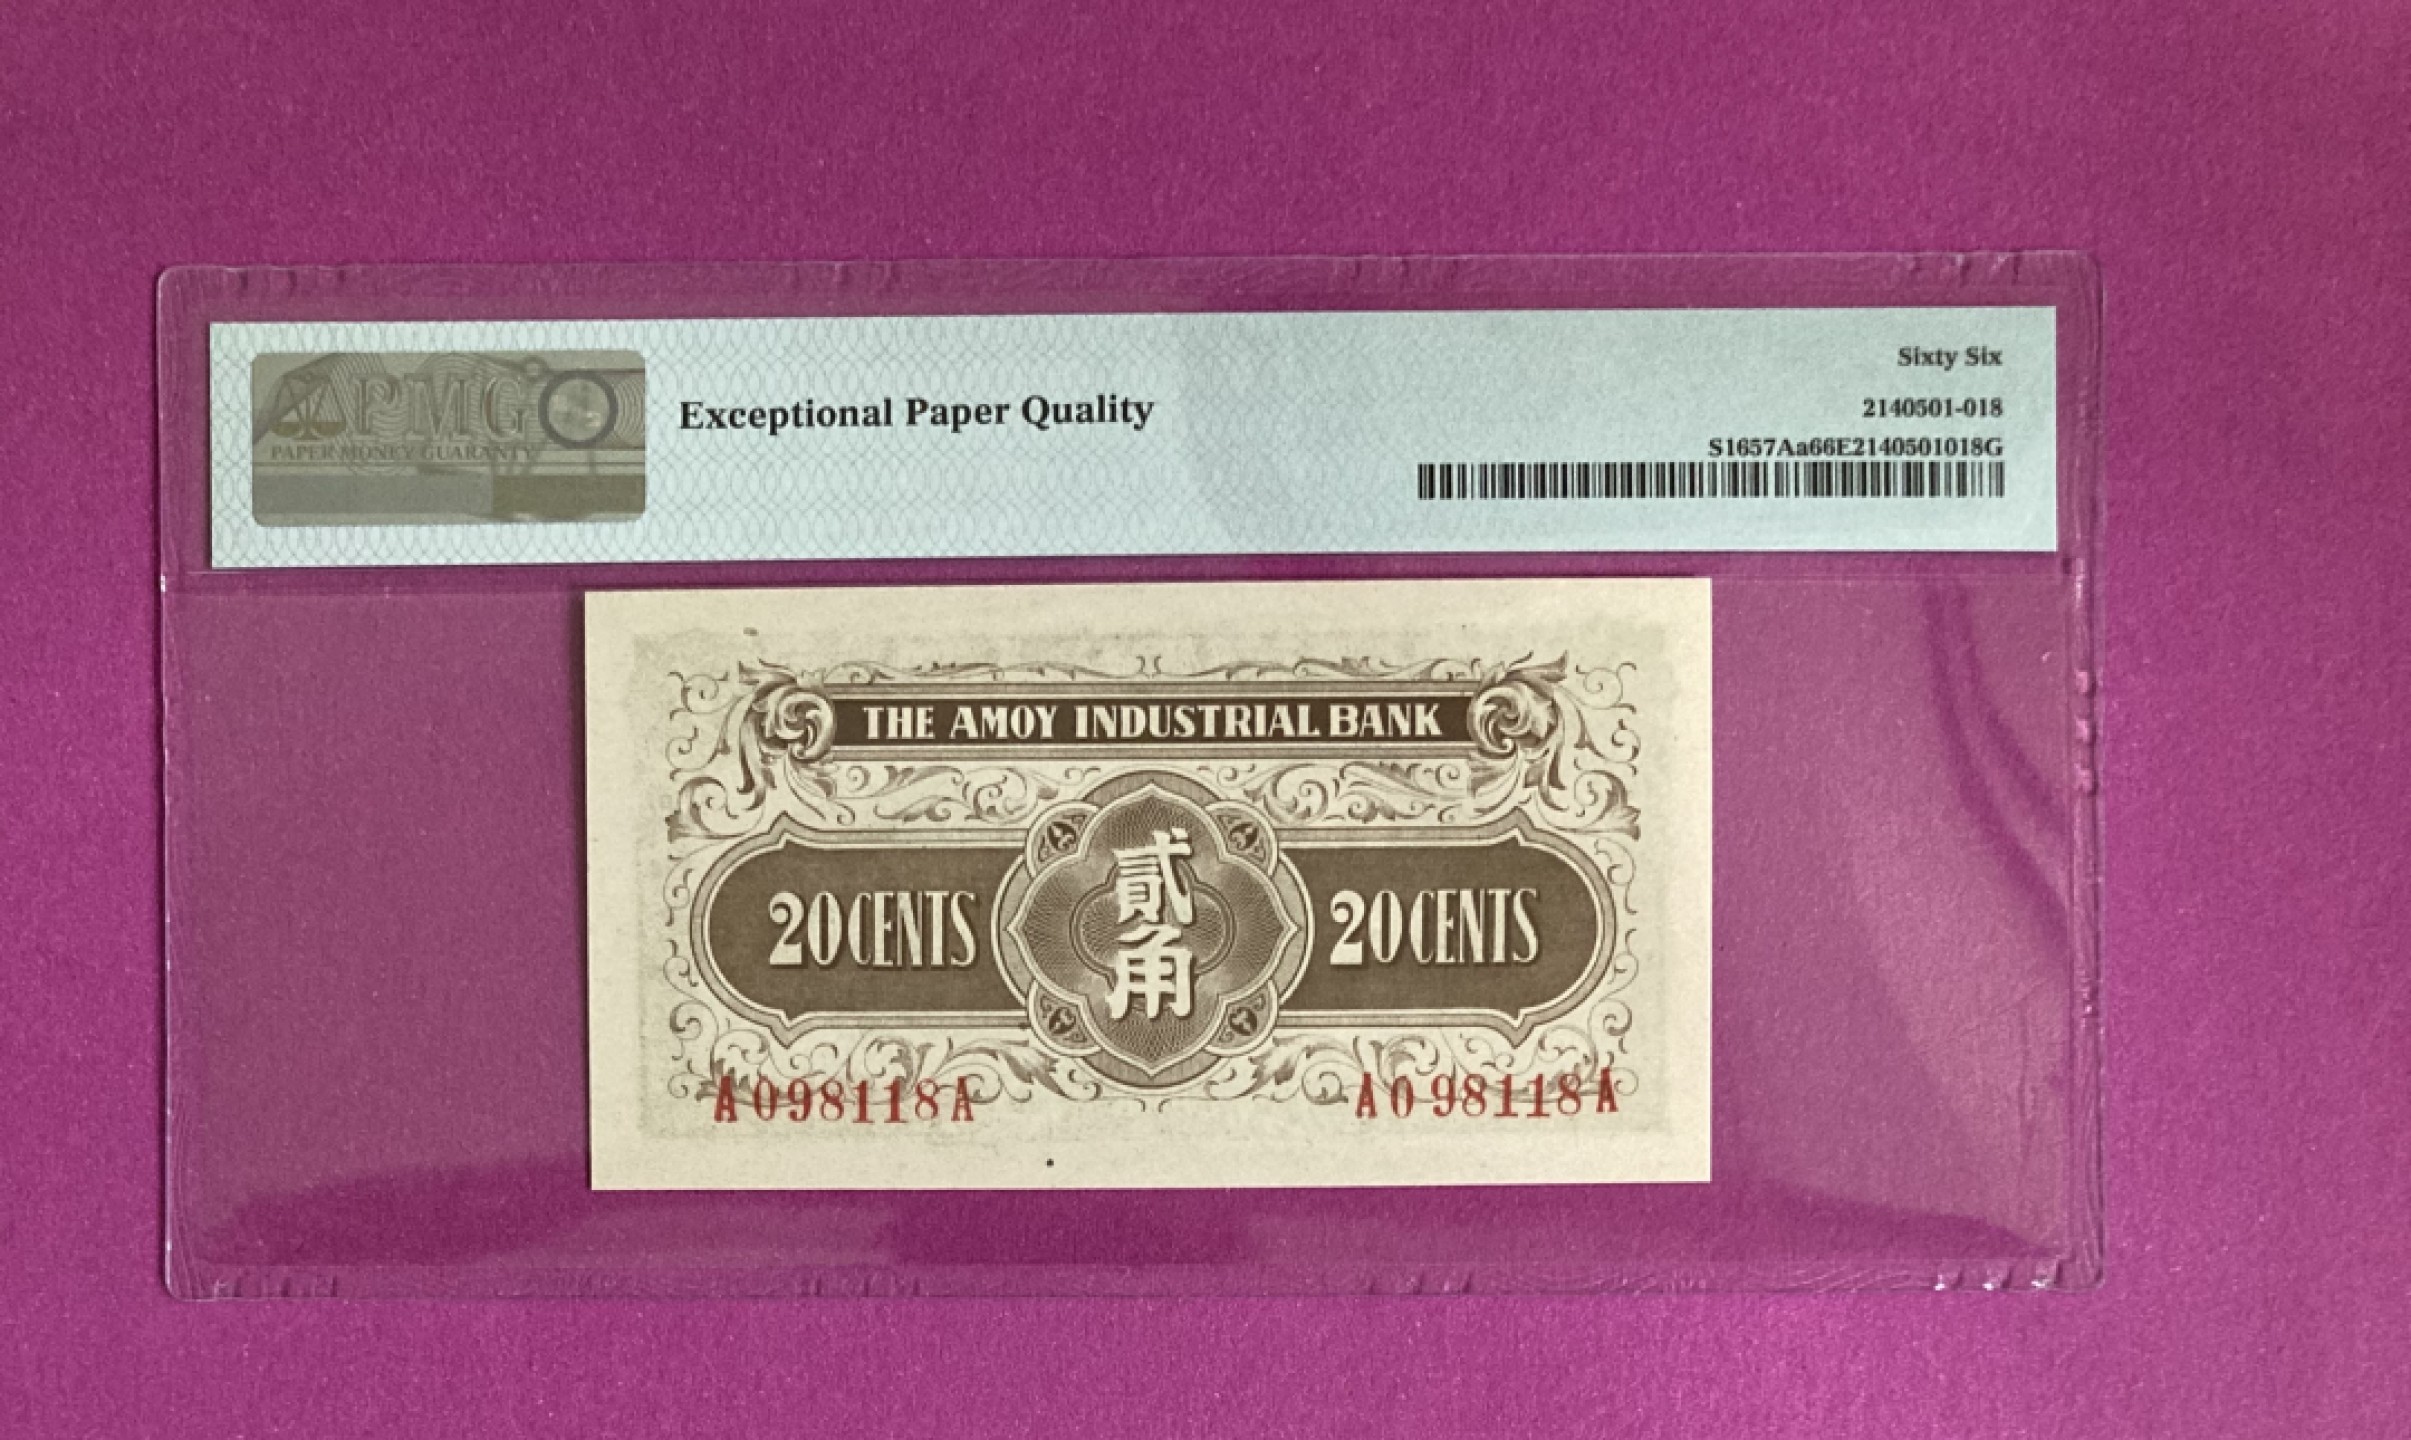 PMG
PAPER MONEY GUARANTY
Exceptional Paper Quality
Sixty Six
2140501-018
S1657Aa66E2140501018G
THE AMOY INDUSTRIAL BANK
20 CENTS
貳角
20 CENTS
A098118A
A098118A